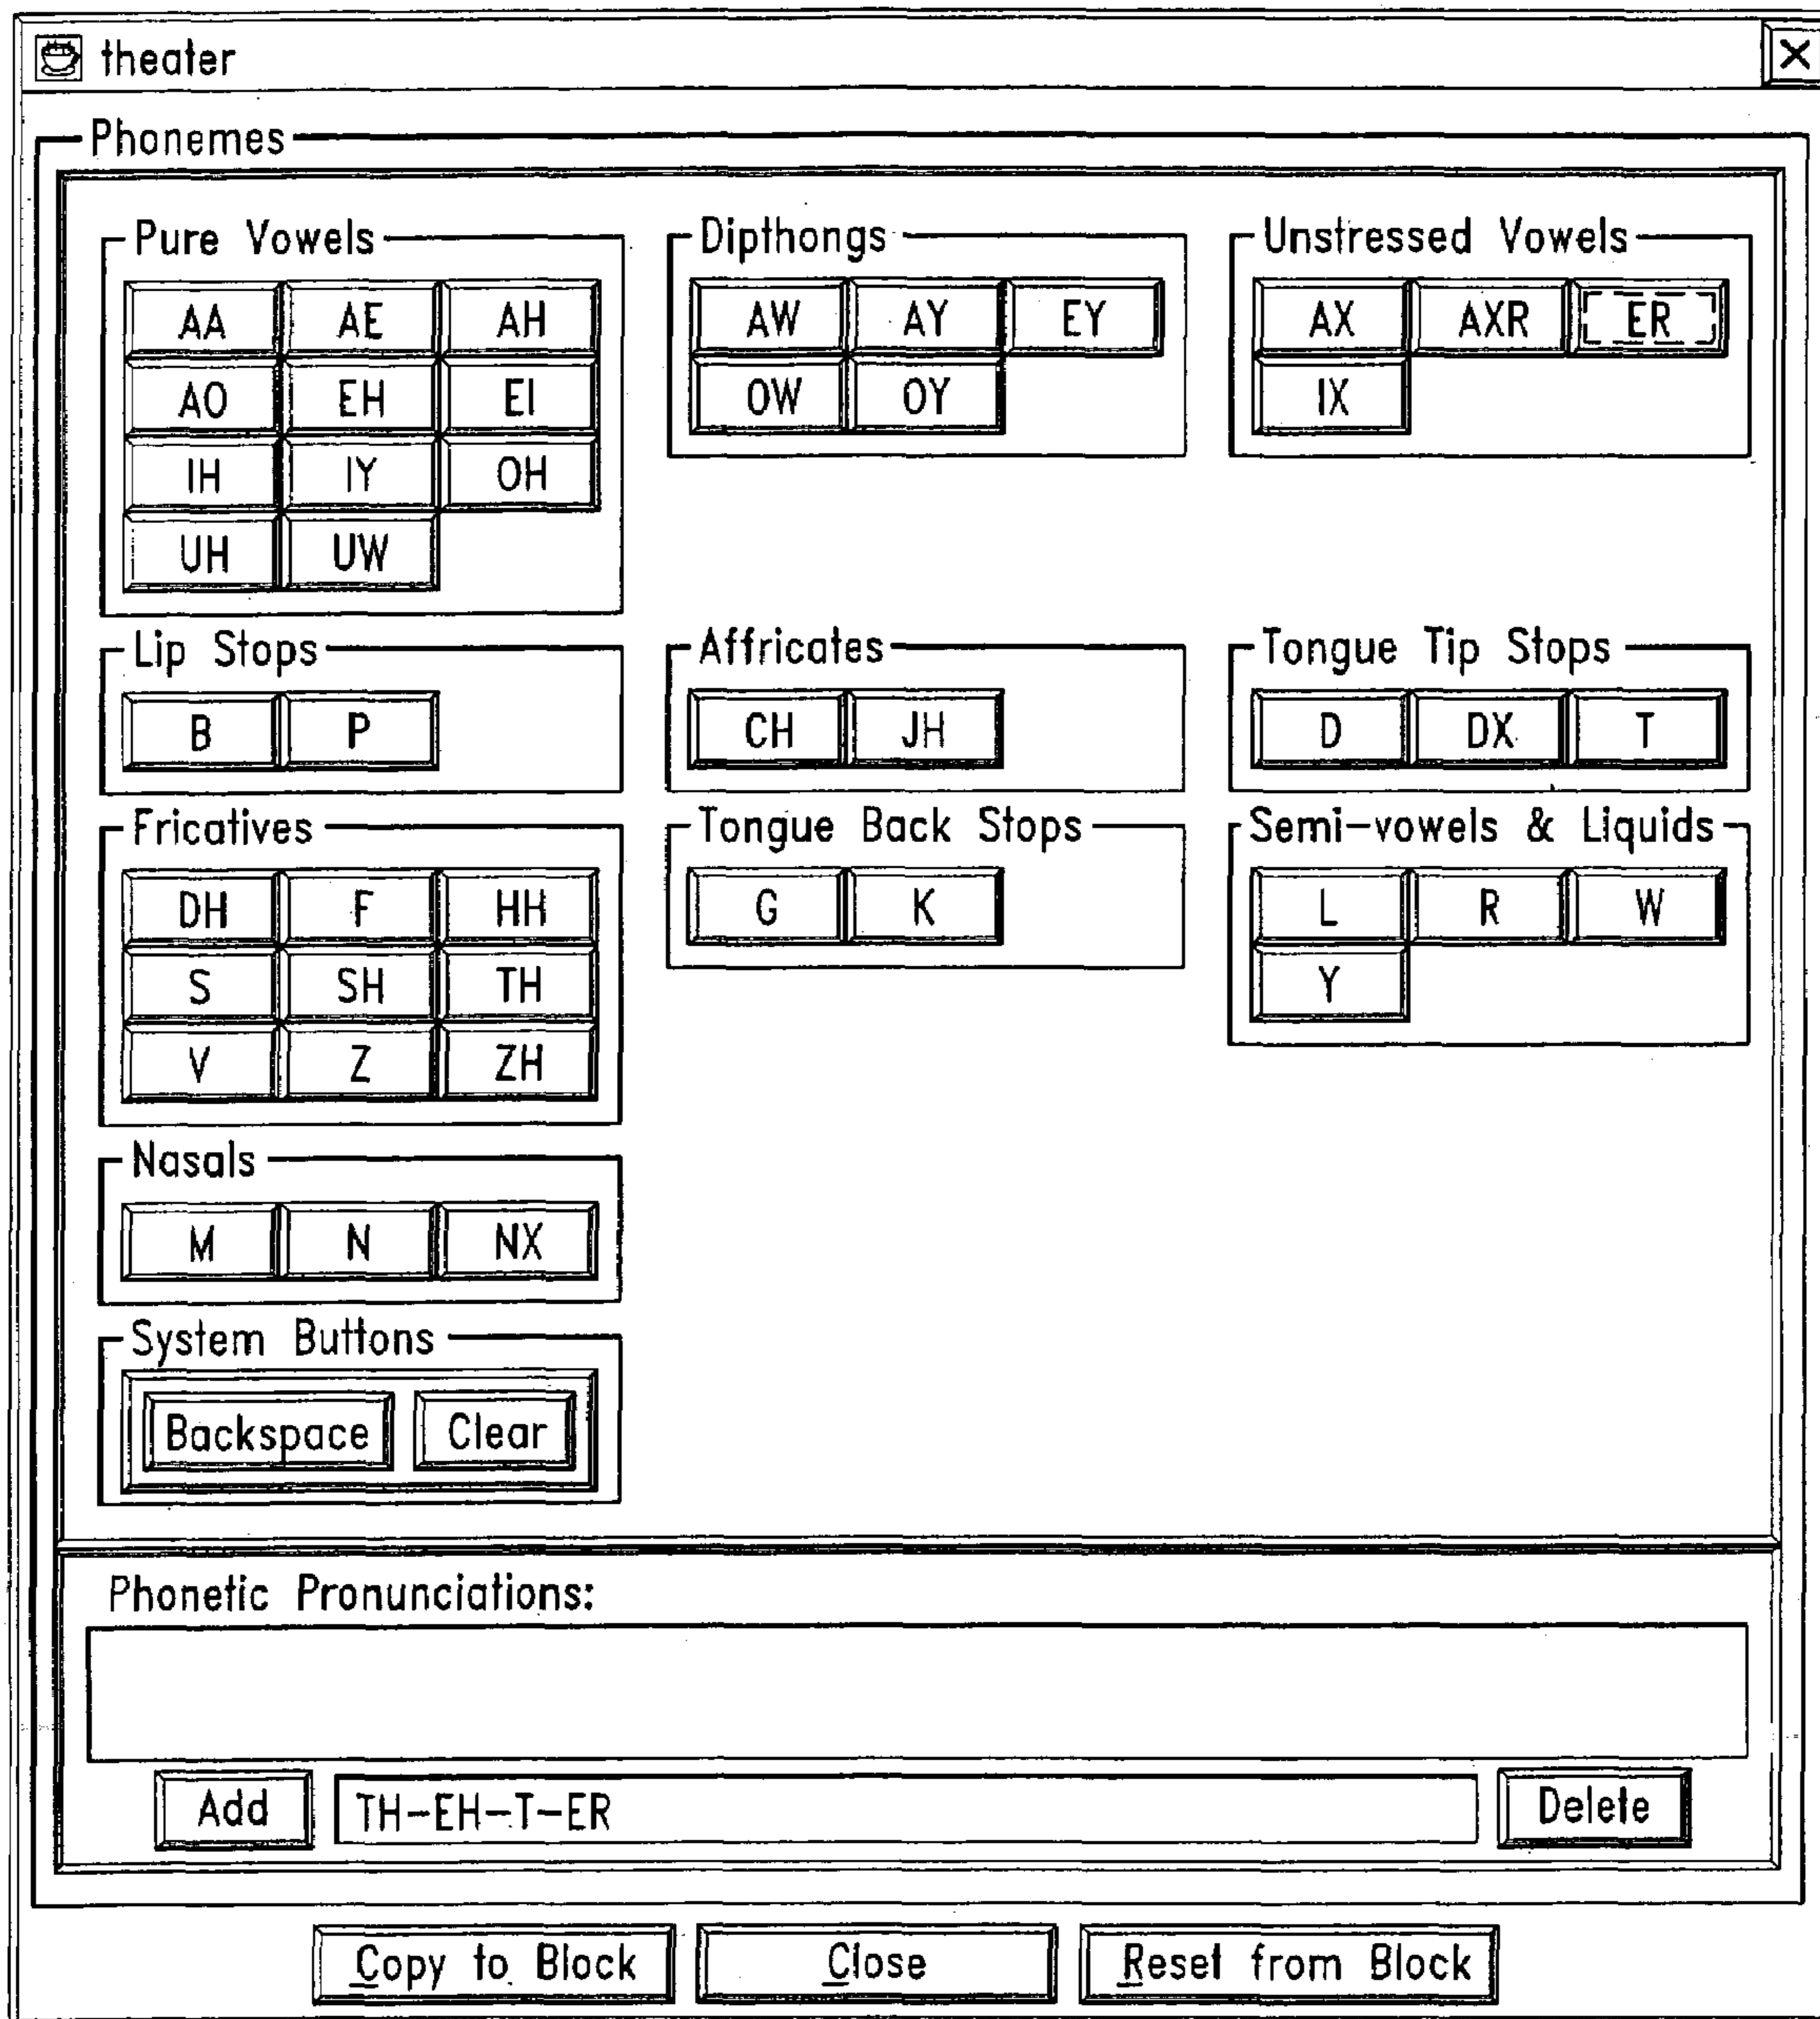 theater X
Phonemes
Pure Vowels
AA AE AH
AO EH EI
IH IY OH
UH UW
Dipthongs
AW AY EY
OW OY
Unstressed Vowels
AX AXR ER
IX
Lip Stops
B P
Affricates
CH JH
Tongue Tip Stops
D DX T
Fricatives
DH F HH
S SH TH
V Z ZH
Tongue Back Stops
G K
Semi-vowels & Liquids
L R W
Y
Nasals
M N NX
System Buttons
Backspace Clear
Phonetic Pronunciations:
Add TH-EH-T-ER Delete
Copy to Block Close Reset from Block